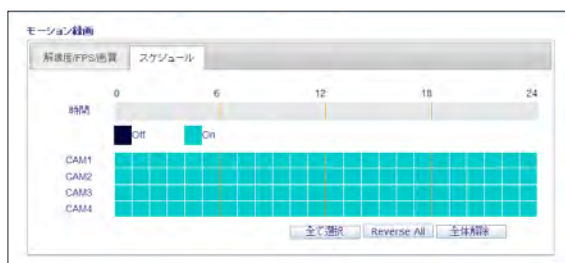 モーション録画
解像度/FPS/画質 スケジュール
0 6 12 18 24
時間
Off On
CAM1
CAM2
CAM3
CAM4
全て選択 Reverse All 全体解除